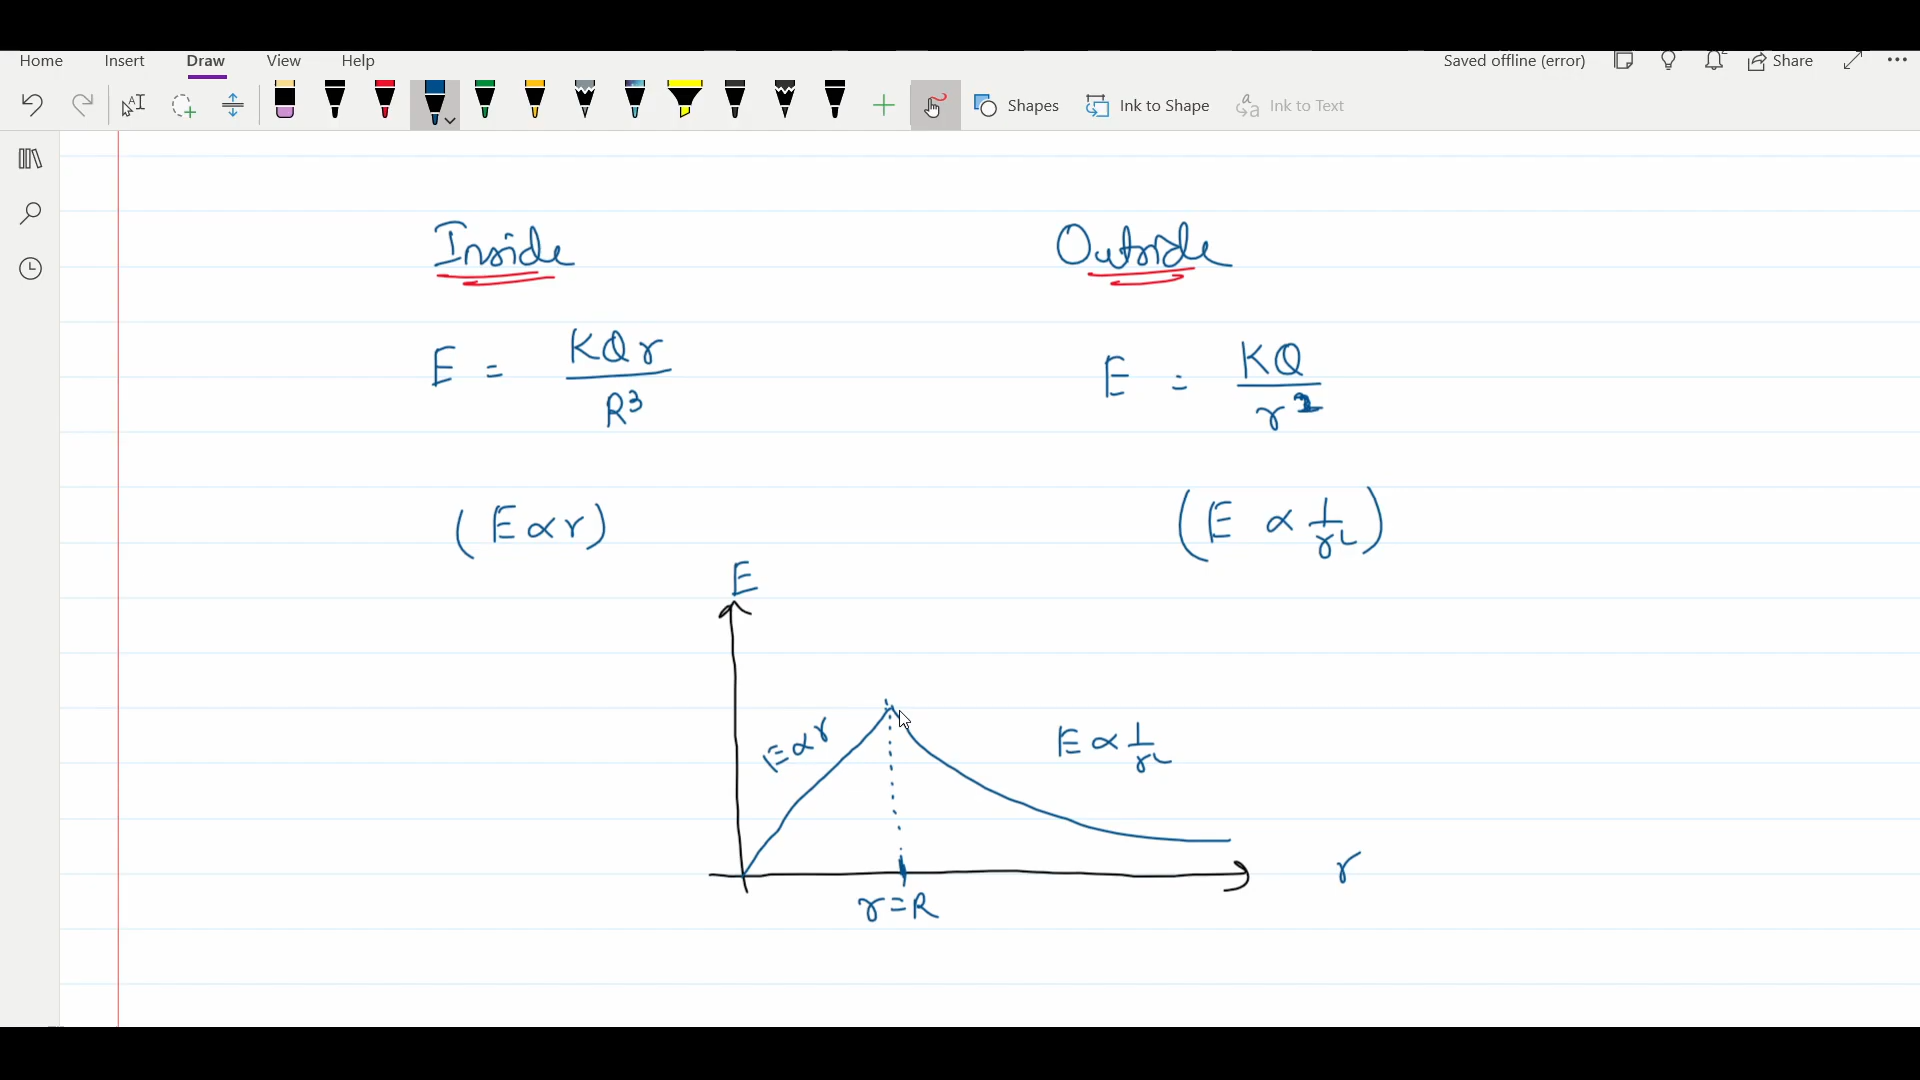 Home Insert Draw View Help Saved offline (error) 2 Share
Shapes Ink to Shape Ink to Text
Inside Outside
E = KQr / R³ E = KQ / r²
(E ∝ r) (E ∝ 1/r²)
E
E ∝ r E ∝ 1/r²
r
r = R